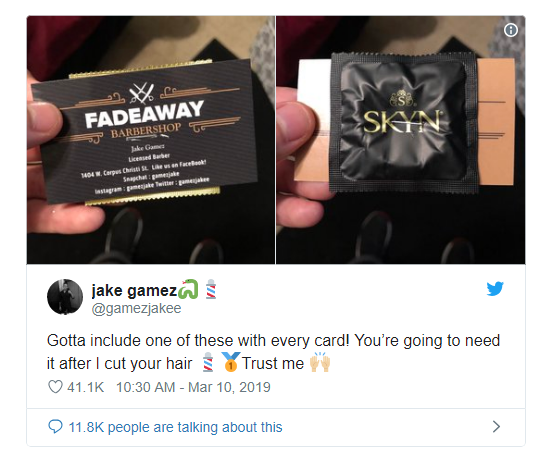 FADEAWAY
BARBERSHOP
Jake Gamez
Licensed Barber
1404 W. Corpus Christi St. Like us on FaceBook!
Snapchat : gamezjake
Instagram : gamezjake Twitter : gamezjakee
S
SKYN
jake gamez🐍💈
@gamezjakee
Gotta include one of these with every card! You’re going to need
it after I cut your hair 💈🥇Trust me 🙌🏼
41.1K 10:30 AM - Mar 10, 2019
11.8K people are talking about this